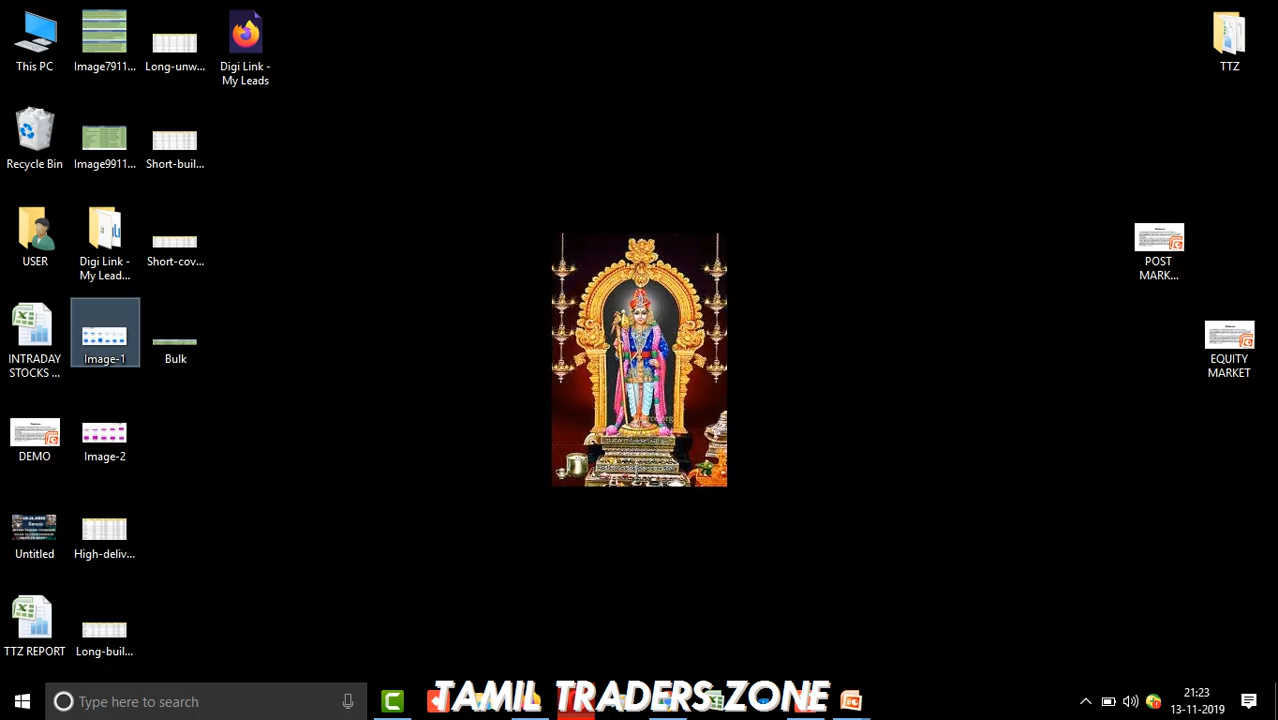 This PC
Image7911...
Long-unw...
Digi Link -
My Leads
TTZ
Recycle Bin
Image9911...
Short-buil...
USER
Digi Link -
My Lead...
Short-cov...
POST
MARK...
INTRADAY
STOCKS ...
Image-1
Bulk
EQUITY
MARKET
DEMO
Image-2
Untitled
High-deliv...
TTZ REPORT
Long-buil...
Type here to search
TAMIL TRADERS ZONE
21:23
13-11-2019